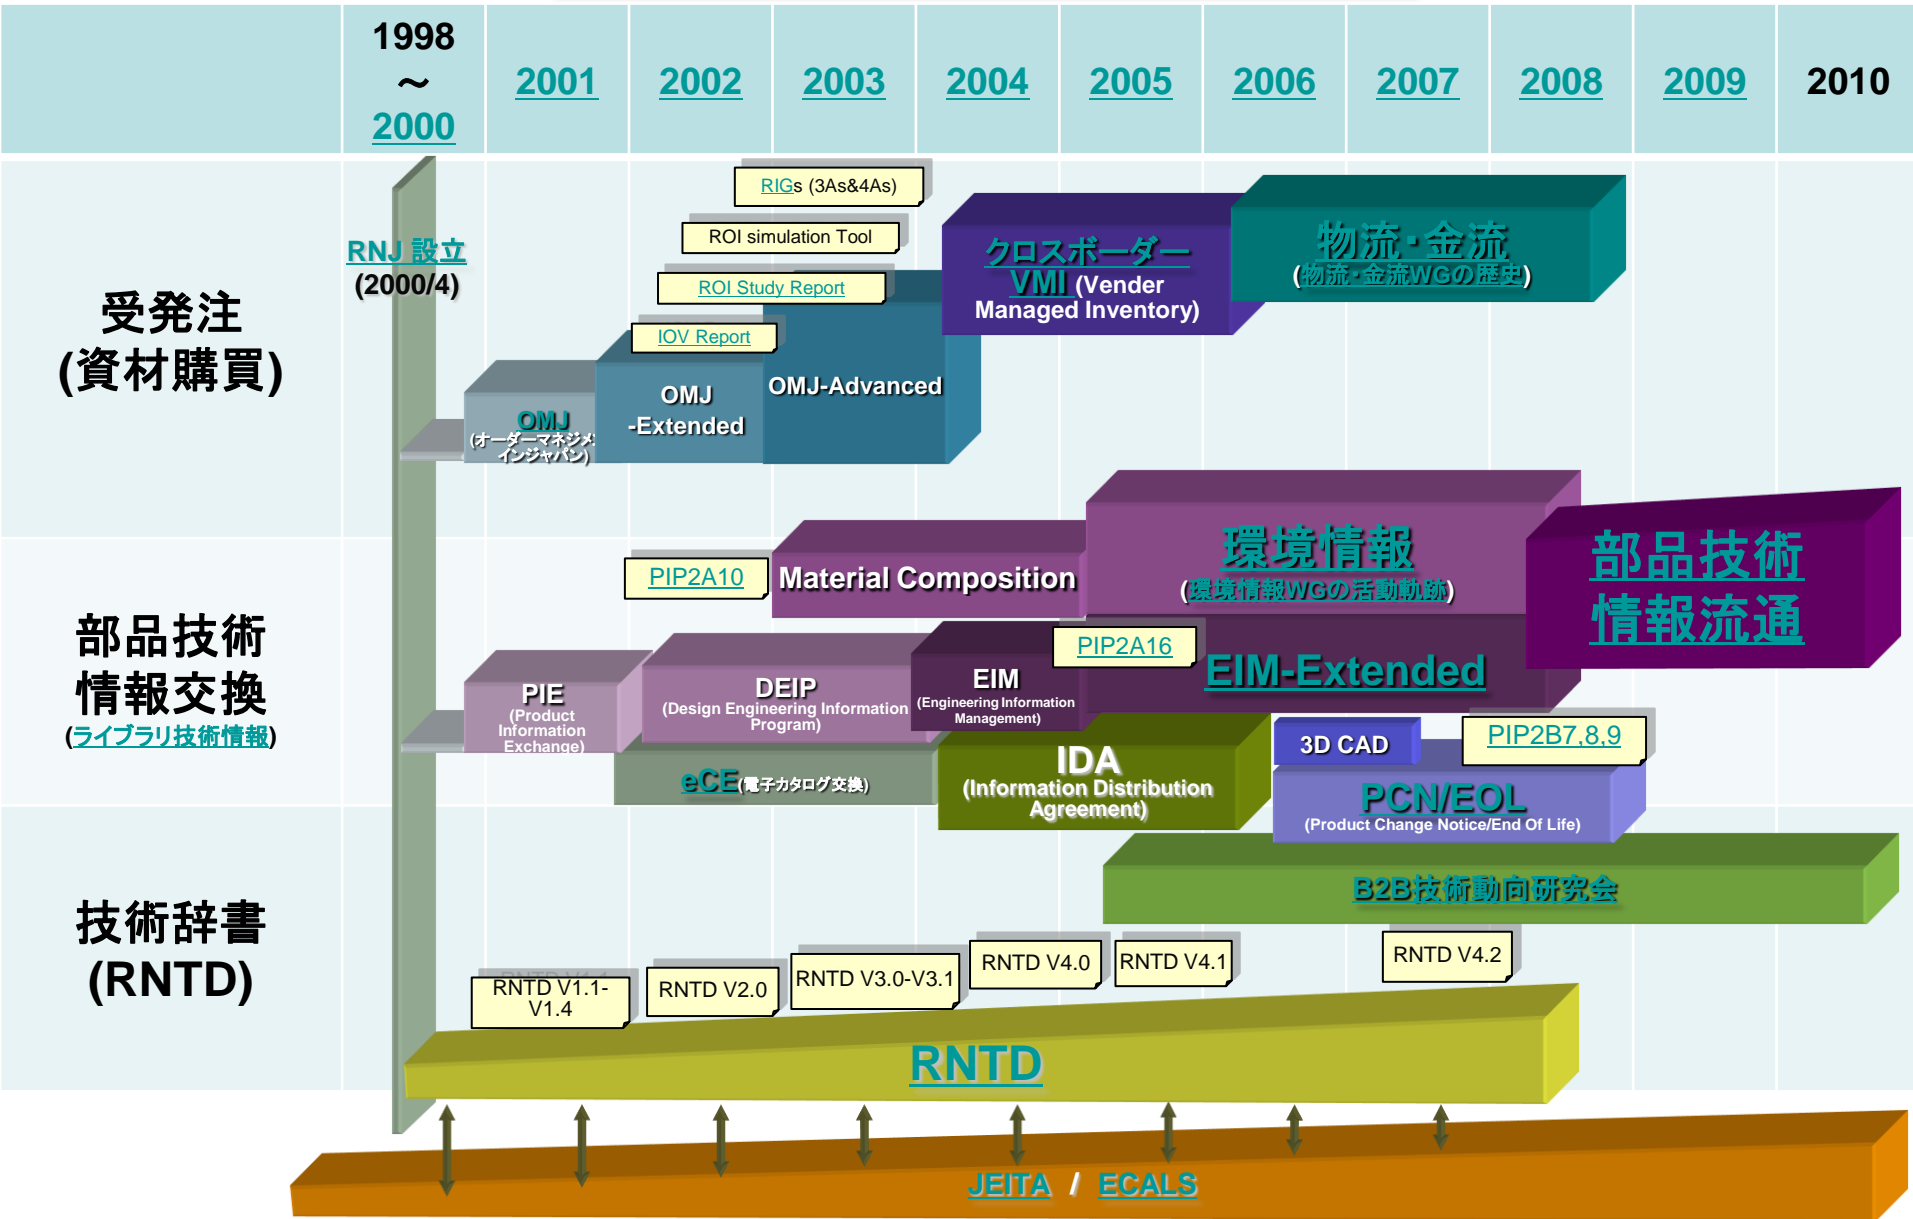 1998
～
2000
2001
2002
2003
2004
2005
2006
2007
2008
2009
2010
受発注
(資材購買)
RNJ 設立
(2000/4)
RIGs (3As&4As)
ROI simulation Tool
ROI Study Report
IOV Report
OMJ
(オーダーマネジメ
インジャパン)
OMJ
-Extended
OMJ-Advanced
クロスボーダー
VMI (Vender
Managed Inventory)
物流・金流
(物流・金流WGの歴史)
部品技術
情報交換
(ライブラリ技術情報)
PIP2A10
Material Composition
環境情報
(環境情報WGの活動軌跡)
部品技術
情報流通
PIE
(Product
Information
Exchange)
DEIP
(Design Engineering Information
Program)
EIM
(Engineering Information
Management)
PIP2A16
EIM-Extended
eCE(電子カタログ交換)
IDA
(Information Distribution
Agreement)
3D CAD
PIP2B7,8,9
PCN/EOL
(Product Change Notice/End Of Life)
技術辞書
(RNTD)
B2B技術動向研究会
RNTD V1.1-
V1.4
RNTD V2.0
RNTD V3.0-V3.1
RNTD V4.0
RNTD V4.1
RNTD V4.2
RNTD
JEITA / ECALS